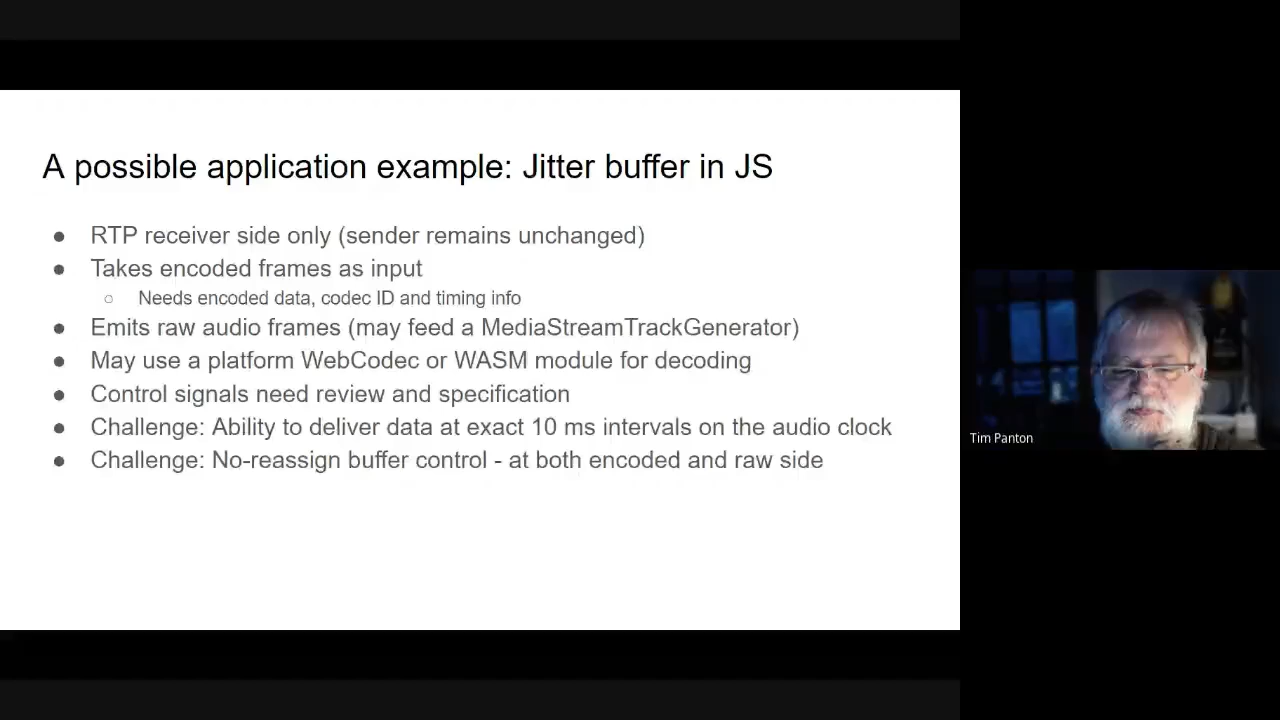 A possible application example: Jitter buffer in JS
● RTP receiver side only (sender remains unchanged)
● Takes encoded frames as input
○ Needs encoded data, codec ID and timing info
● Emits raw audio frames (may feed a MediaStreamTrackGenerator)
● May use a platform WebCodec or WASM module for decoding
● Control signals need review and specification
● Challenge: Ability to deliver data at exact 10 ms intervals on the audio clock
● Challenge: No-reassign buffer control - at both encoded and raw side
Tim Panton